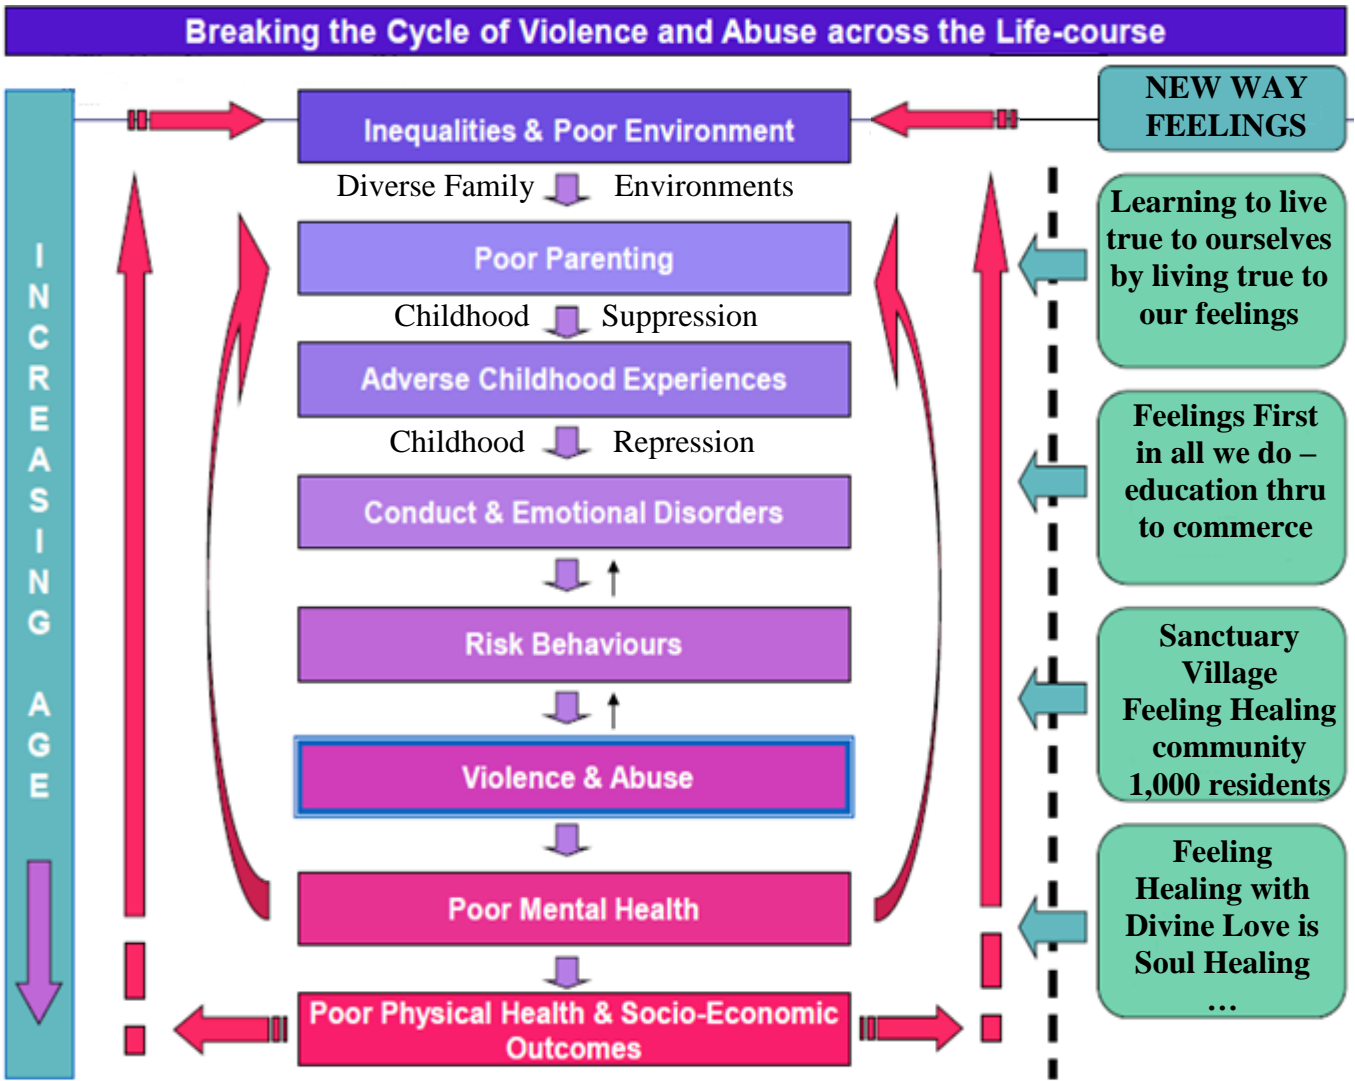 Breaking the Cycle of Violence and Abuse across the Life-course
INCREASING AGE
Inequalities & Poor Environment
Diverse Family Environments
Poor Parenting
Childhood Suppression
Adverse Childhood Experiences
Childhood Repression
Conduct & Emotional Disorders
Risk Behaviours
Violence & Abuse
Poor Mental Health
Poor Physical Health & Socio-Economic
Outcomes
NEW WAY
FEELINGS
Learning to live
true to ourselves
by living true to
our feelings
Feelings First
in all we do –
education thru
to commerce
Sanctuary
Village
Feeling Healing
community
1,000 residents
Feeling
Healing with
Divine Love is
Soul Healing
…